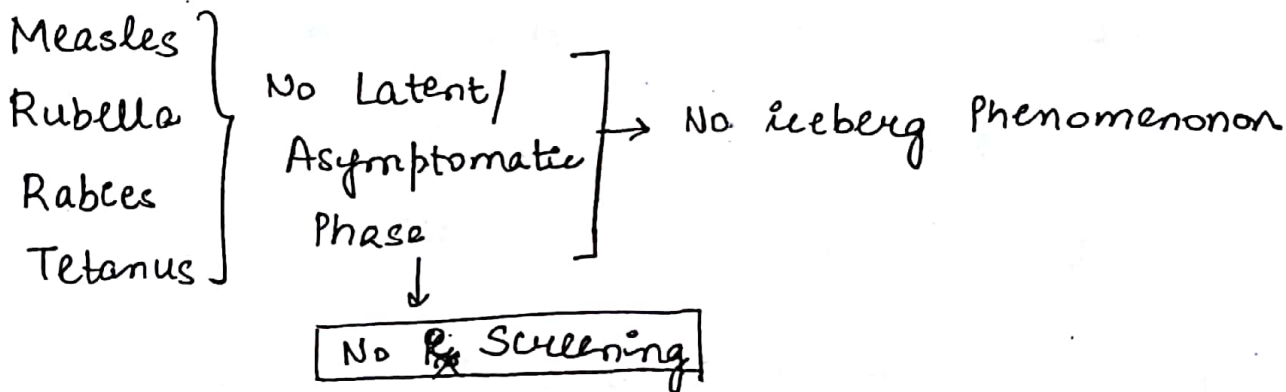 Measles
Rubella
Rabies
Tetanus
No Latent/
Asymptomatic
Phase
→ No iceberg Phenomenonon
↓
No Screening